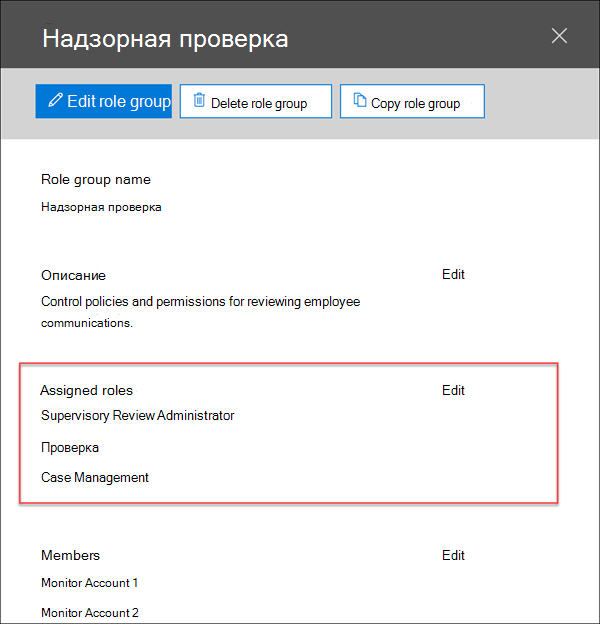 Надзорная проверка
Edit role group
Delete role group
Copy role group
Role group name
Надзорная проверка
Описание
Edit
Control policies and permissions for reviewing employee
communications.
Assigned roles
Edit
Supervisory Review Administrator
Проверка
Case Management
Members
Edit
Monitor Account 1
Monitor Account 2